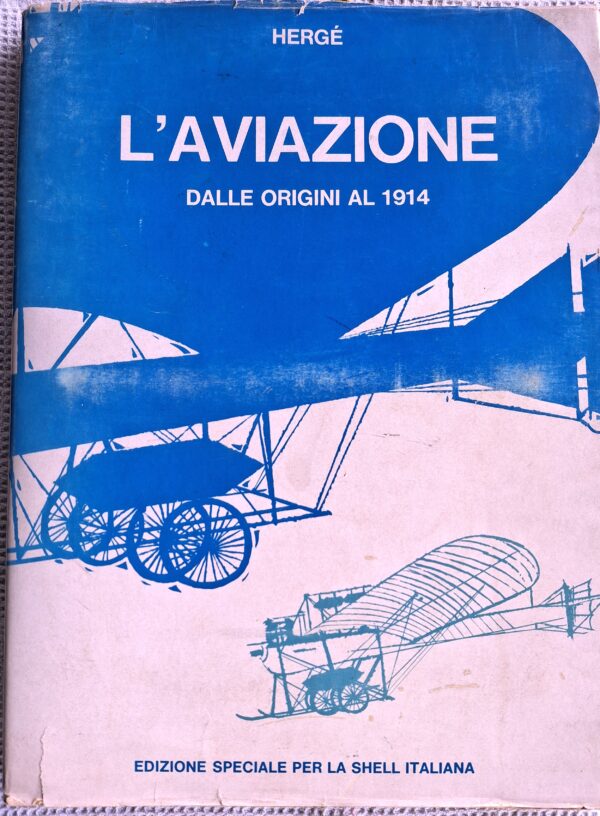 HERGÉ
L'AVIAZIONE
DALLE ORIGINI AL 1914
EDIZIONE SPECIALE PER LA SHELL ITALIANA